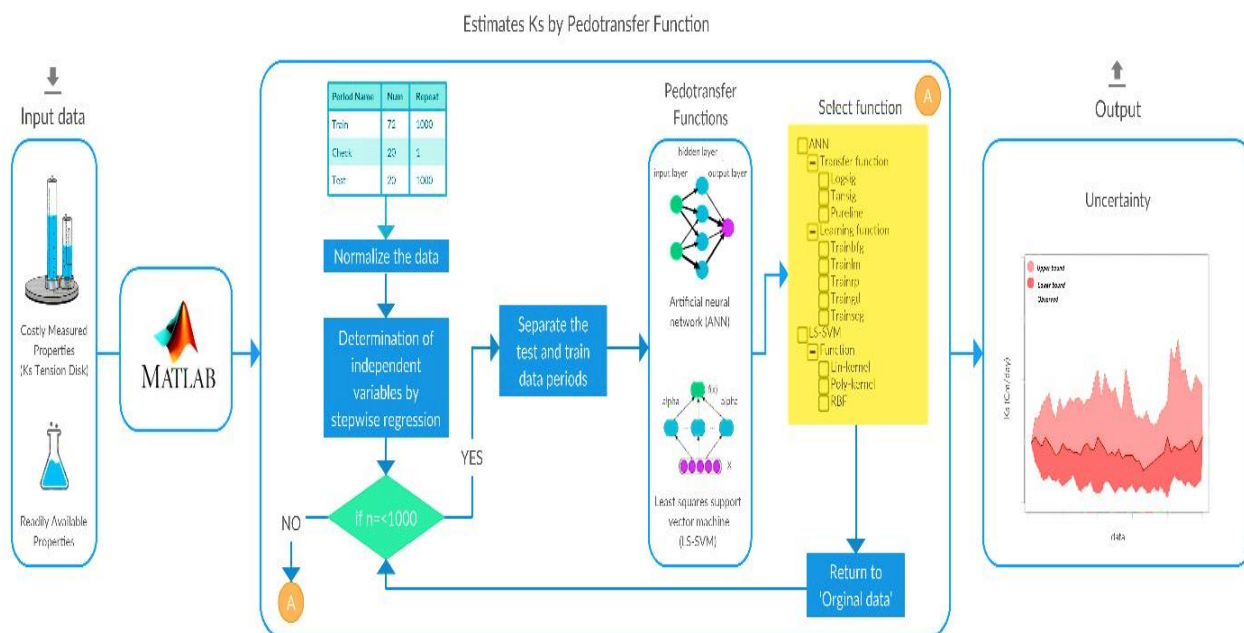 Estimates Ks by Pedotransfer Function
Input data
Costly Measured
Properties
(Ks Tension Disk)
Readily Available
Properties
MATLAB
Period Name Num Repeat
Train 72 1000
Check 20 1
Test 20 1000
Normalize the data
Determination of
independent
variables by
stepwise regression
if n=<1000
NO
A
YES
Separate the
test and train
data periods
Pedotransfer
Functions
hidden layer
input layer output layer
Artificial neural
network (ANN)
f(x)
alpha alpha
X
Least squares support
vector machine
(LS-SVM)
A
Select function
ANN
Transfer function
Logsig
Tansig
Pureline
Learning function
Trainbfg
Trainlm
Trainrp
Traingd
Trainscg
LS-SVM
Function
Lin-kernel
Poly-kernel
RBF
Return to
'Orginal data'
Output
Uncertainty
Upper bound
Lower bound
Observed
Ks (Cm/day)
data